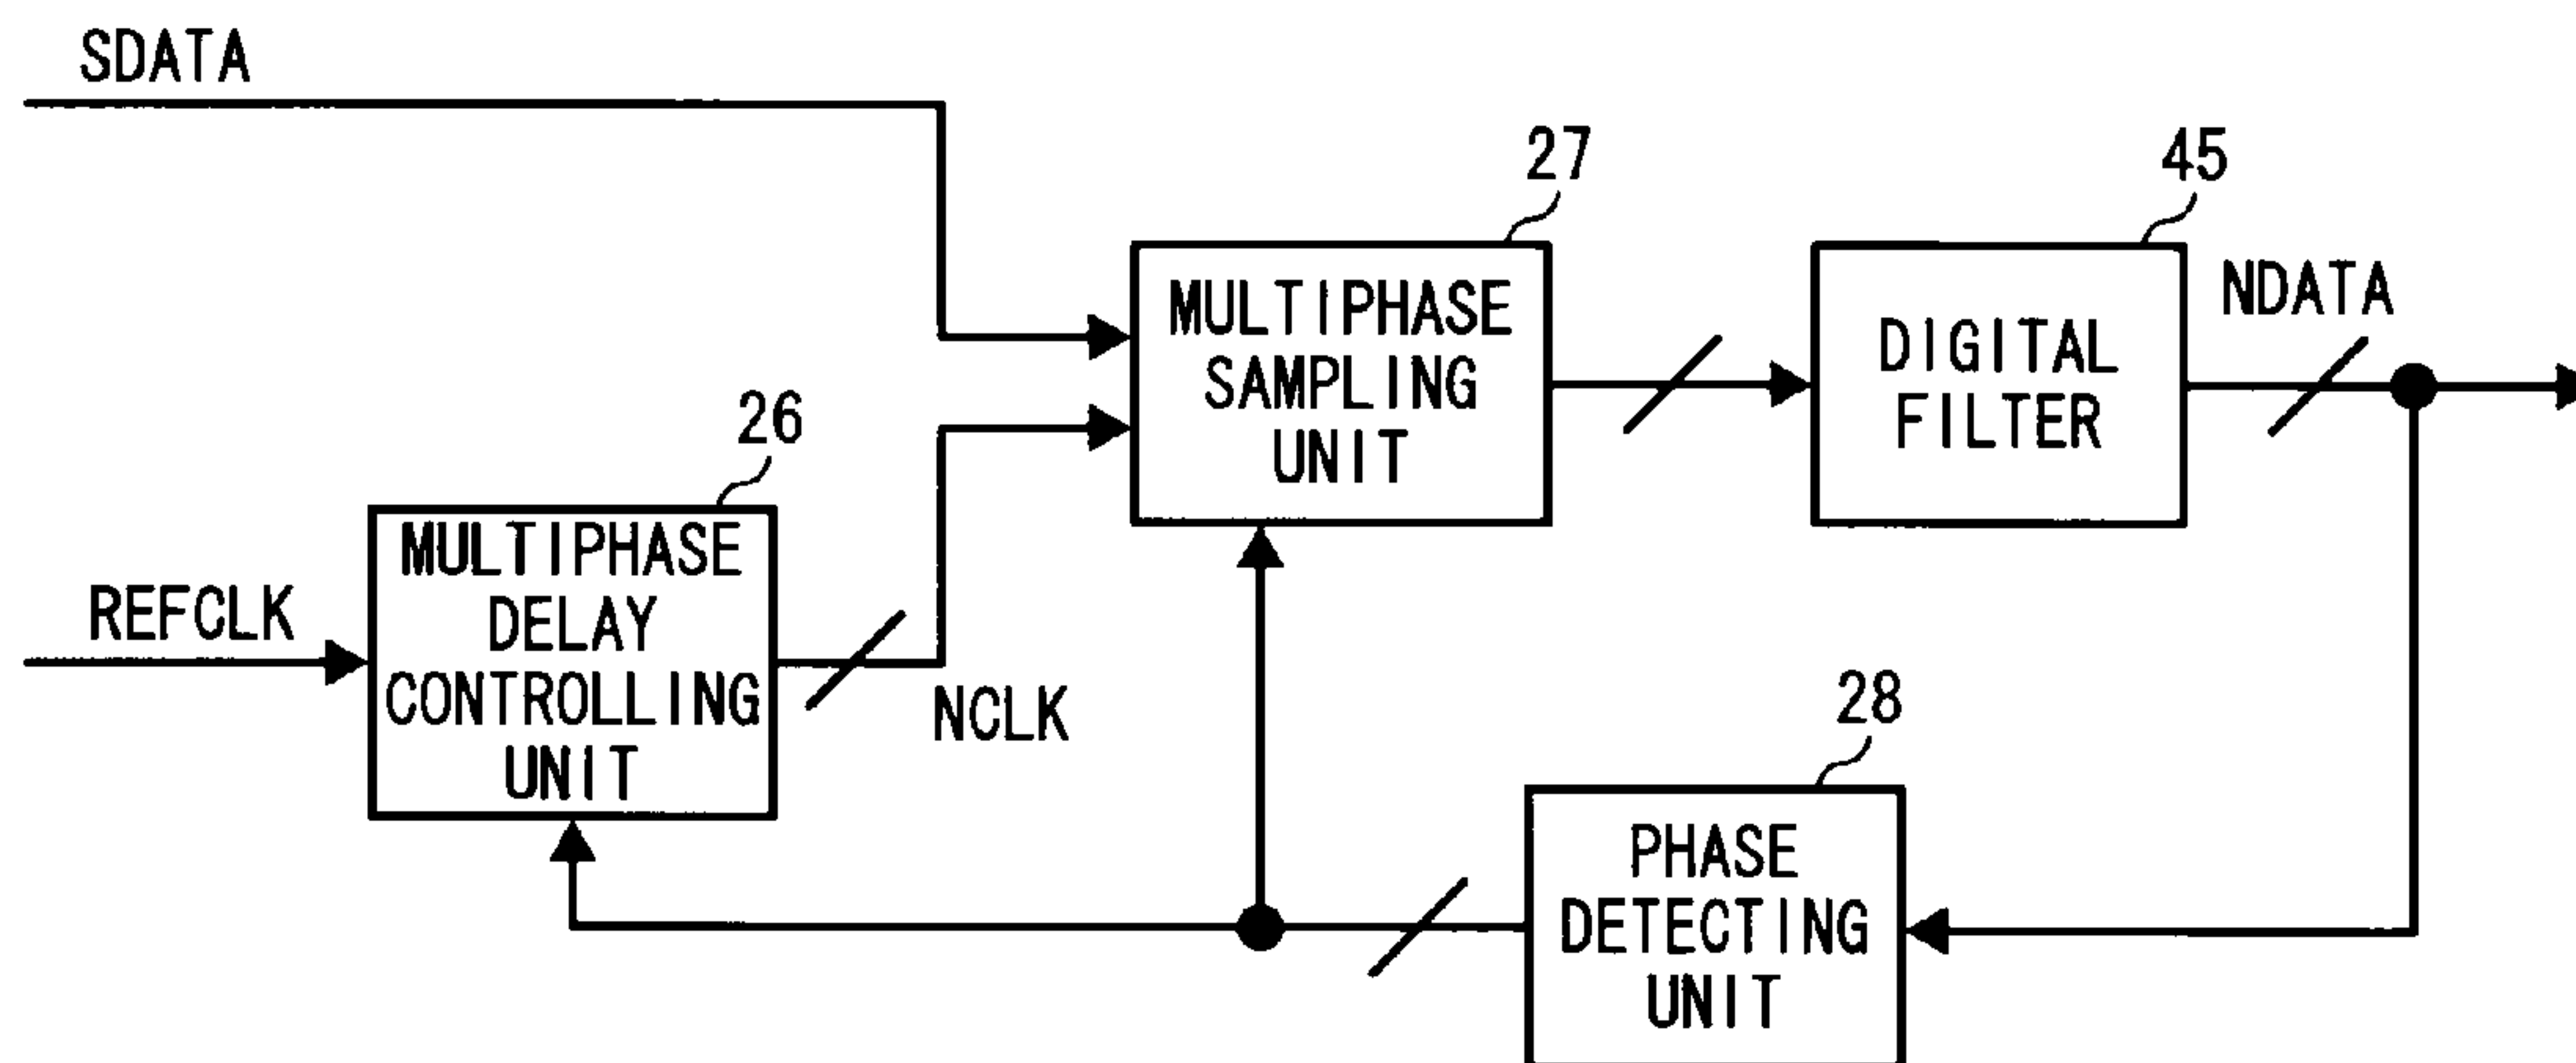 SDATA
27
45
MULTIPHASE
SAMPLING
UNIT
DIGITAL
FILTER
NDATA
26
MULTIPHASE
DELAY
CONTROLLING
UNIT
REFCLK
NCLK
28
PHASE
DETECTING
UNIT